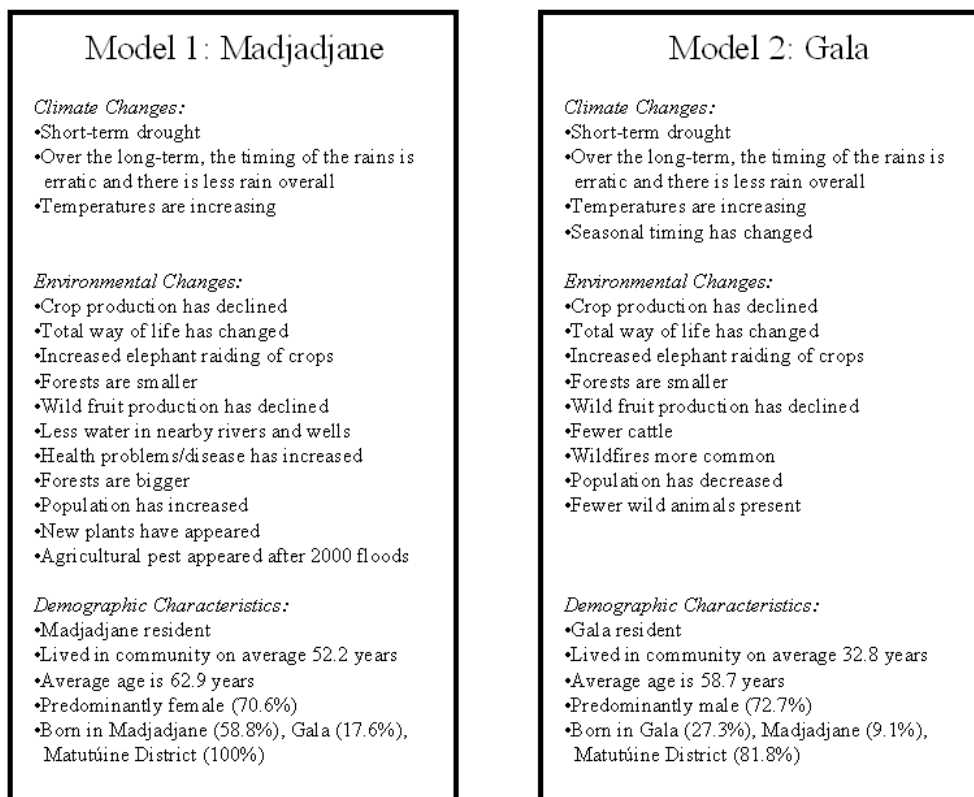 Model 1: Madjadjane
Climate Changes:
•Short-term drought
•Over the long-term, the timing of the rains is
erratic and there is less rain overall
•Temperatures are increasing
Environmental Changes:
•Crop production has declined
•Total way of life has changed
•Increased elephant raiding of crops
•Forests are smaller
•Wild fruit production has declined
•Less water in nearby rivers and wells
•Health problems/disease has increased
•Forests are bigger
•Population has increased
•New plants have appeared
•Agricultural pest appeared after 2000 floods
Demographic Characteristics:
•Madjadjane resident
•Lived in community on average 52.2 years
•Average age is 62.9 years
•Predominantly female (70.6%)
•Born in Madjadjane (58.8%), Gala (17.6%),
Matutúine District (100%)
Model 2: Gala
Climate Changes:
•Short-term drought
•Over the long-term, the timing of the rains is
erratic and there is less rain overall
•Temperatures are increasing
•Seasonal timing has changed
Environmental Changes:
•Crop production has declined
•Total way of life has changed
•Increased elephant raiding of crops
•Forests are smaller
•Wild fruit production has declined
•Fewer cattle
•Wildfires more common
•Population has decreased
•Fewer wild animals present
Demographic Characteristics:
•Gala resident
•Lived in community on average 32.8 years
•Average age is 58.7 years
•Predominantly male (72.7%)
•Born in Gala (27.3%), Madjadjane (9.1%),
Matutúine District (81.8%)